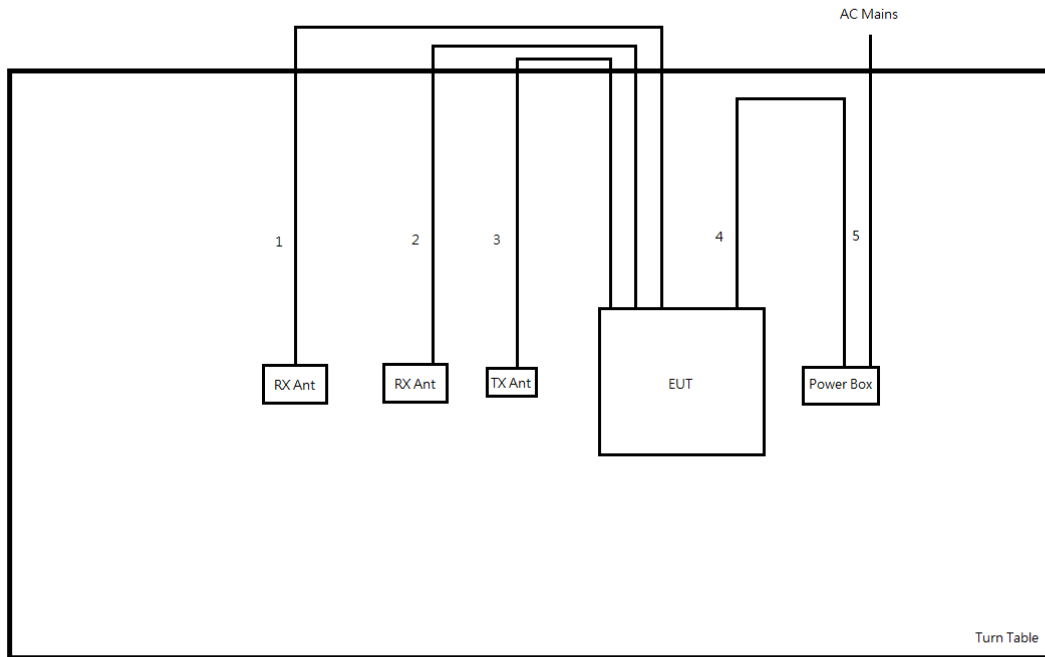 AC Mains
1
2
3
4
5
RX Ant
RX Ant
TX Ant
EUT
Power Box
Turn Table